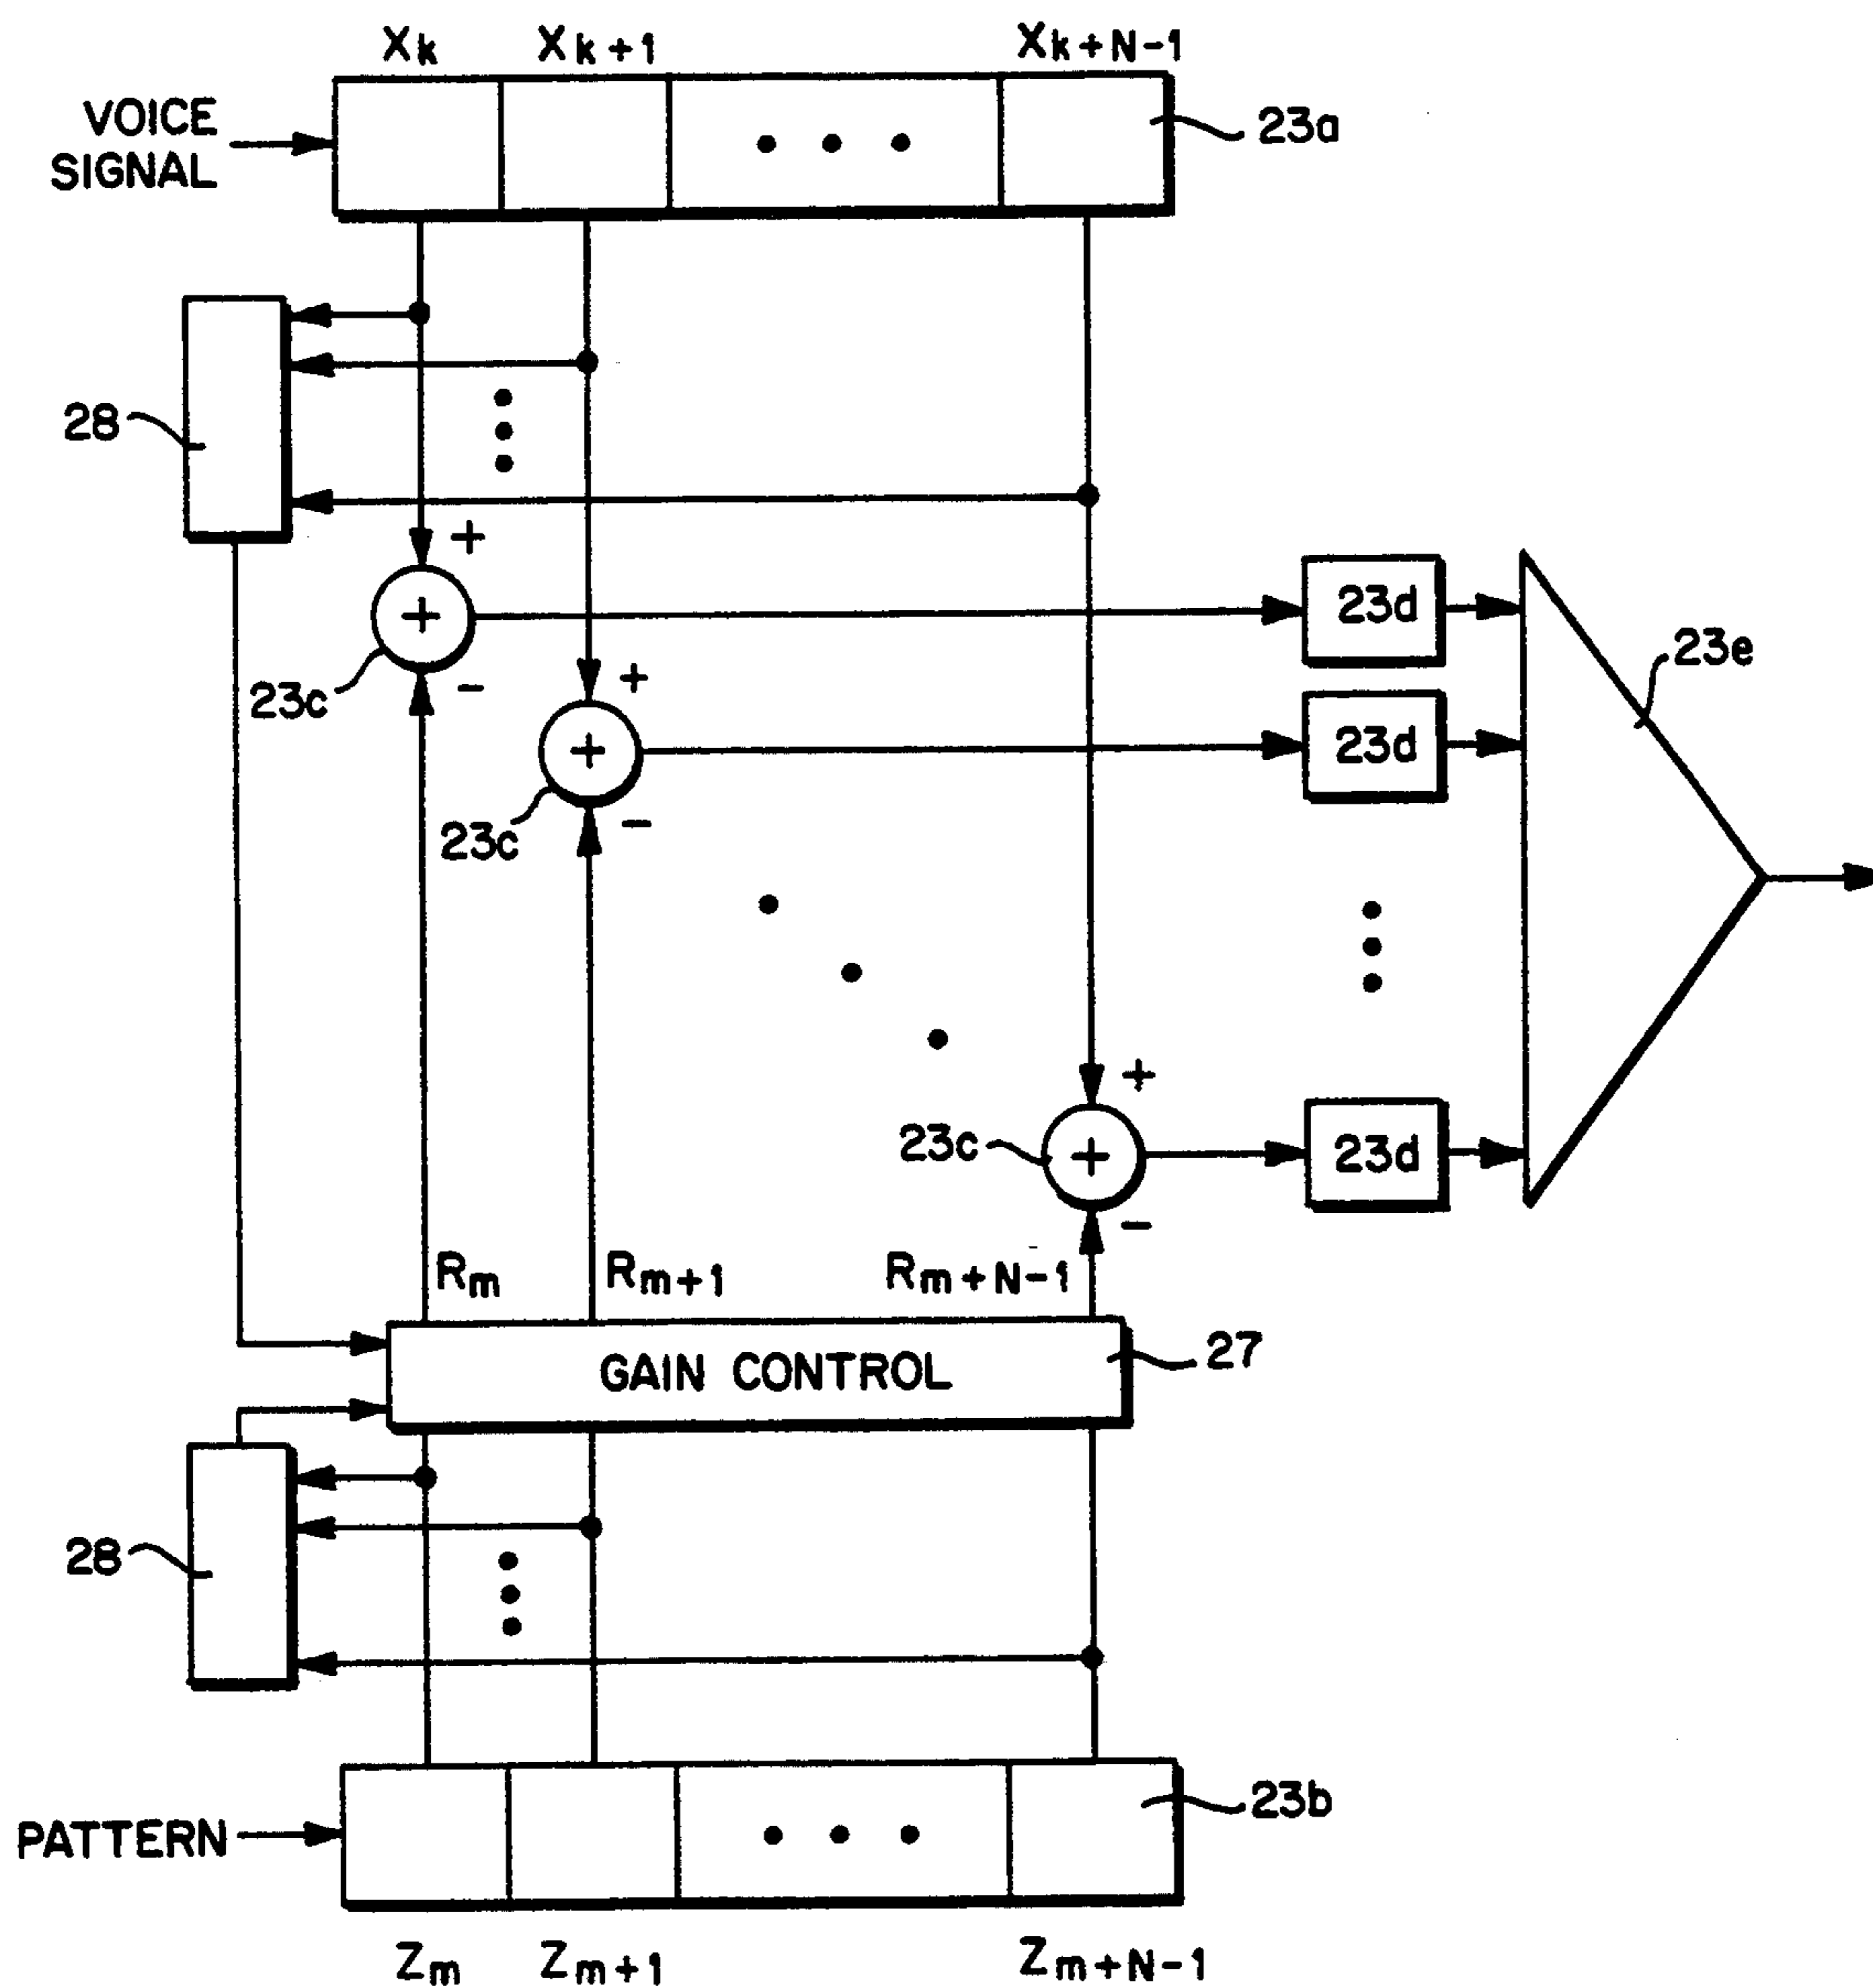 Xk Xk+1 Xk+N-1
VOICE
SIGNAL
23a
28
+
+
23c
-
+
+
23c
-
23d
23d
23e
+
23c
+
-
23d
Rm Rm+1 Rm+N-1
GAIN CONTROL
27
28
PATTERN
23b
Zm Zm+1 Zm+N-1